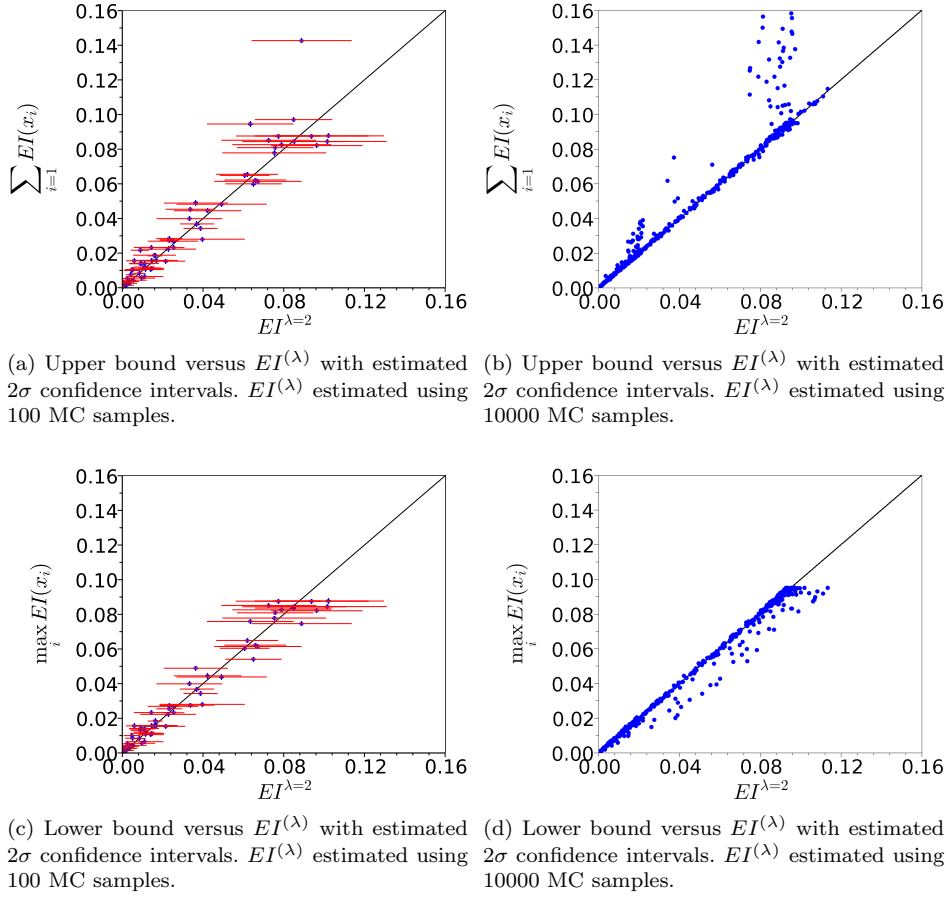 0.16
0.14
0.12
0.10
0.08
0.06
0.04
0.02
0.00
∑ EI(x_i)
i=1
0.00 0.04 0.08 0.12 0.16
EI^{λ=2}
0.16
0.14
0.12
0.10
0.08
0.06
0.04
0.02
0.00
∑ EI(x_i)
i=1
0.00 0.04 0.08 0.12 0.16
EI^{λ=2}
(a) Upper bound versus EI^{(λ)} with estimated
2σ confidence intervals. EI^{(λ)} estimated using
100 MC samples.
(b) Upper bound versus EI^{(λ)} with estimated
2σ confidence intervals. EI^{(λ)} estimated using
10000 MC samples.
0.16
0.14
0.12
0.10
0.08
0.06
0.04
0.02
0.00
max EI(x_i)
i
0.00 0.04 0.08 0.12 0.16
EI^{λ=2}
0.16
0.14
0.12
0.10
0.08
0.06
0.04
0.02
0.00
max EI(x_i)
i
0.00 0.04 0.08 0.12 0.16
EI^{λ=2}
(c) Lower bound versus EI^{(λ)} with estimated
2σ confidence intervals. EI^{(λ)} estimated using
100 MC samples.
(d) Lower bound versus EI^{(λ)} with estimated
2σ confidence intervals. EI^{(λ)} estimated using
10000 MC samples.